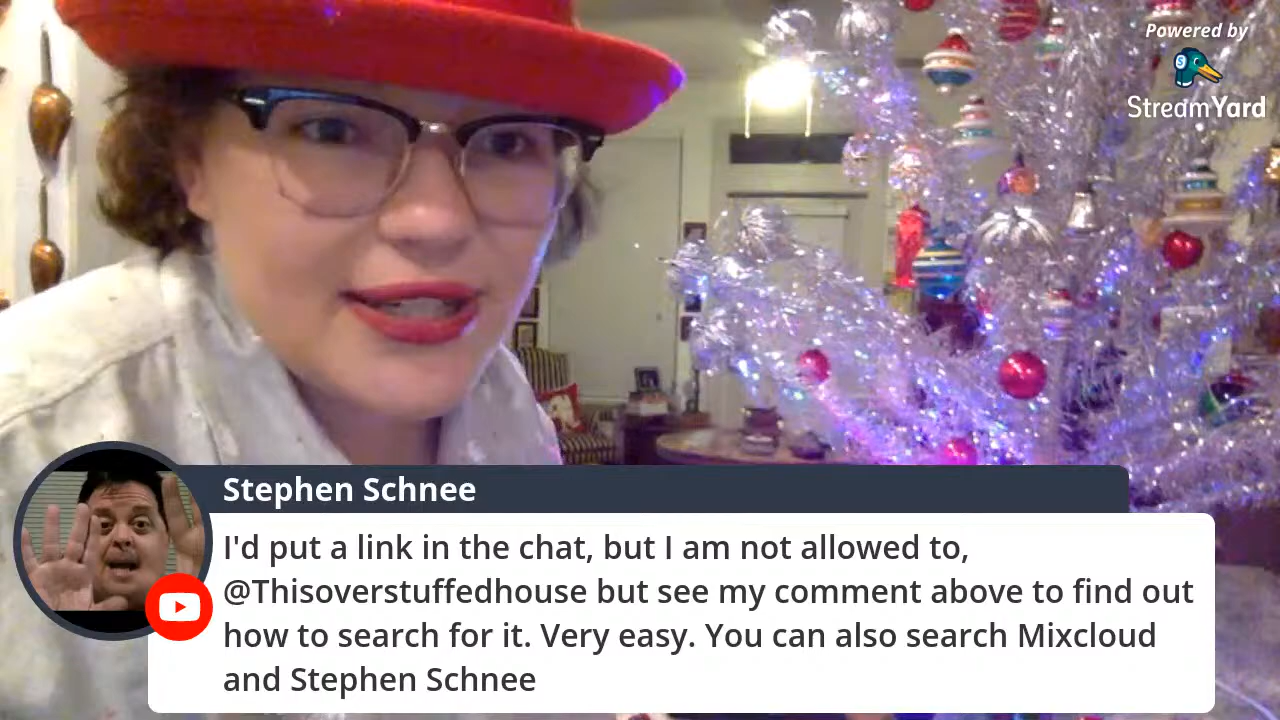 Powered by
StreamYard
Stephen Schnee
I'd put a link in the chat, but I am not allowed to,
@Thisoverstuffedhouse but see my comment above to find out
how to search for it. Very easy. You can also search Mixcloud
and Stephen Schnee